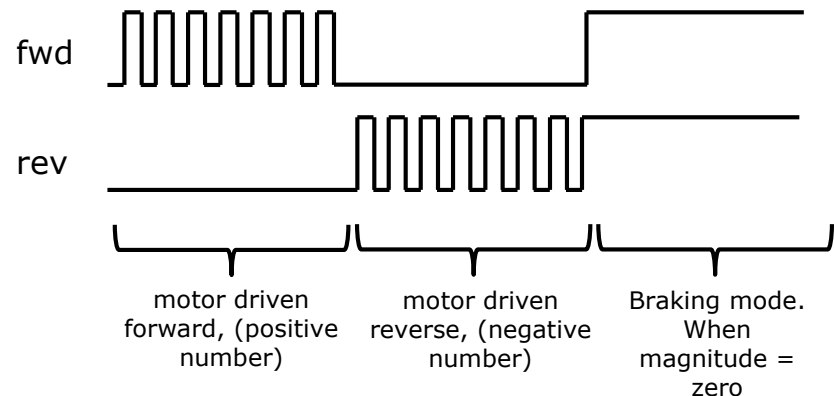 fwd
rev
motor driven
forward, (positive
number)
motor driven
reverse, (negative
number)
Braking mode.
When
magnitude =
zero